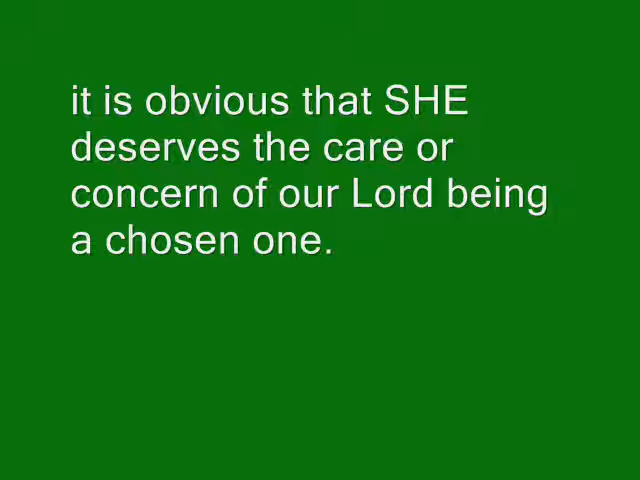 it is obvious that SHE
deserves the care or
concern of our Lord being
a chosen one.